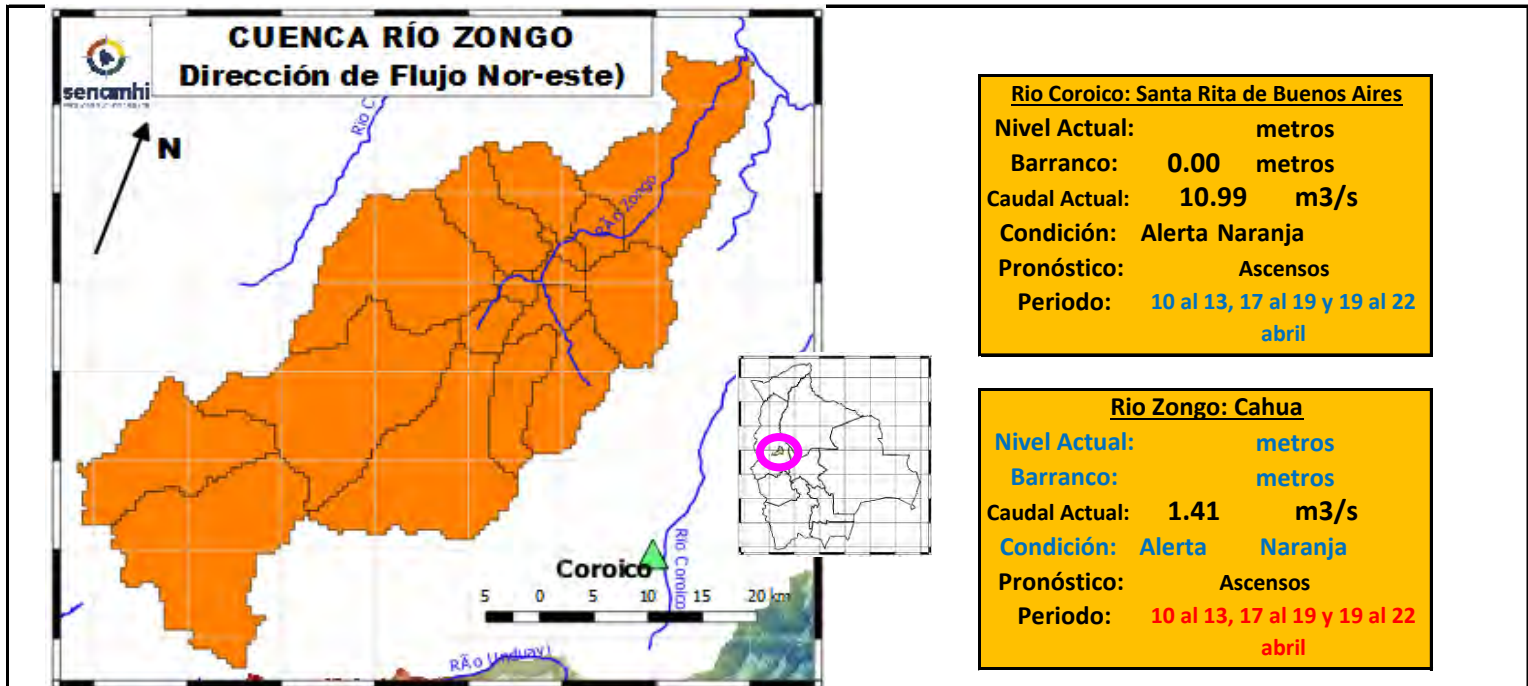 CUENCA RÍO ZONGO
Dirección de Flujo Nor-este)
senamhi
N
Río C
RÃo Zongo
Coroico
Río Coroico
5 0 5 10 15 20 km
RÃo Unduavi
Rio Coroico: Santa Rita de Buenos Aires
Nivel Actual: metros
Barranco: 0.00 metros
Caudal Actual: 10.99 m3/s
Condición: Alerta Naranja
Pronóstico: Ascensos
Periodo: 10 al 13, 17 al 19 y 19 al 22
abril
Rio Zongo: Cahua
Nivel Actual: metros
Barranco: metros
Caudal Actual: 1.41 m3/s
Condición: Alerta Naranja
Pronóstico: Ascensos
Periodo: 10 al 13, 17 al 19 y 19 al 22
abril